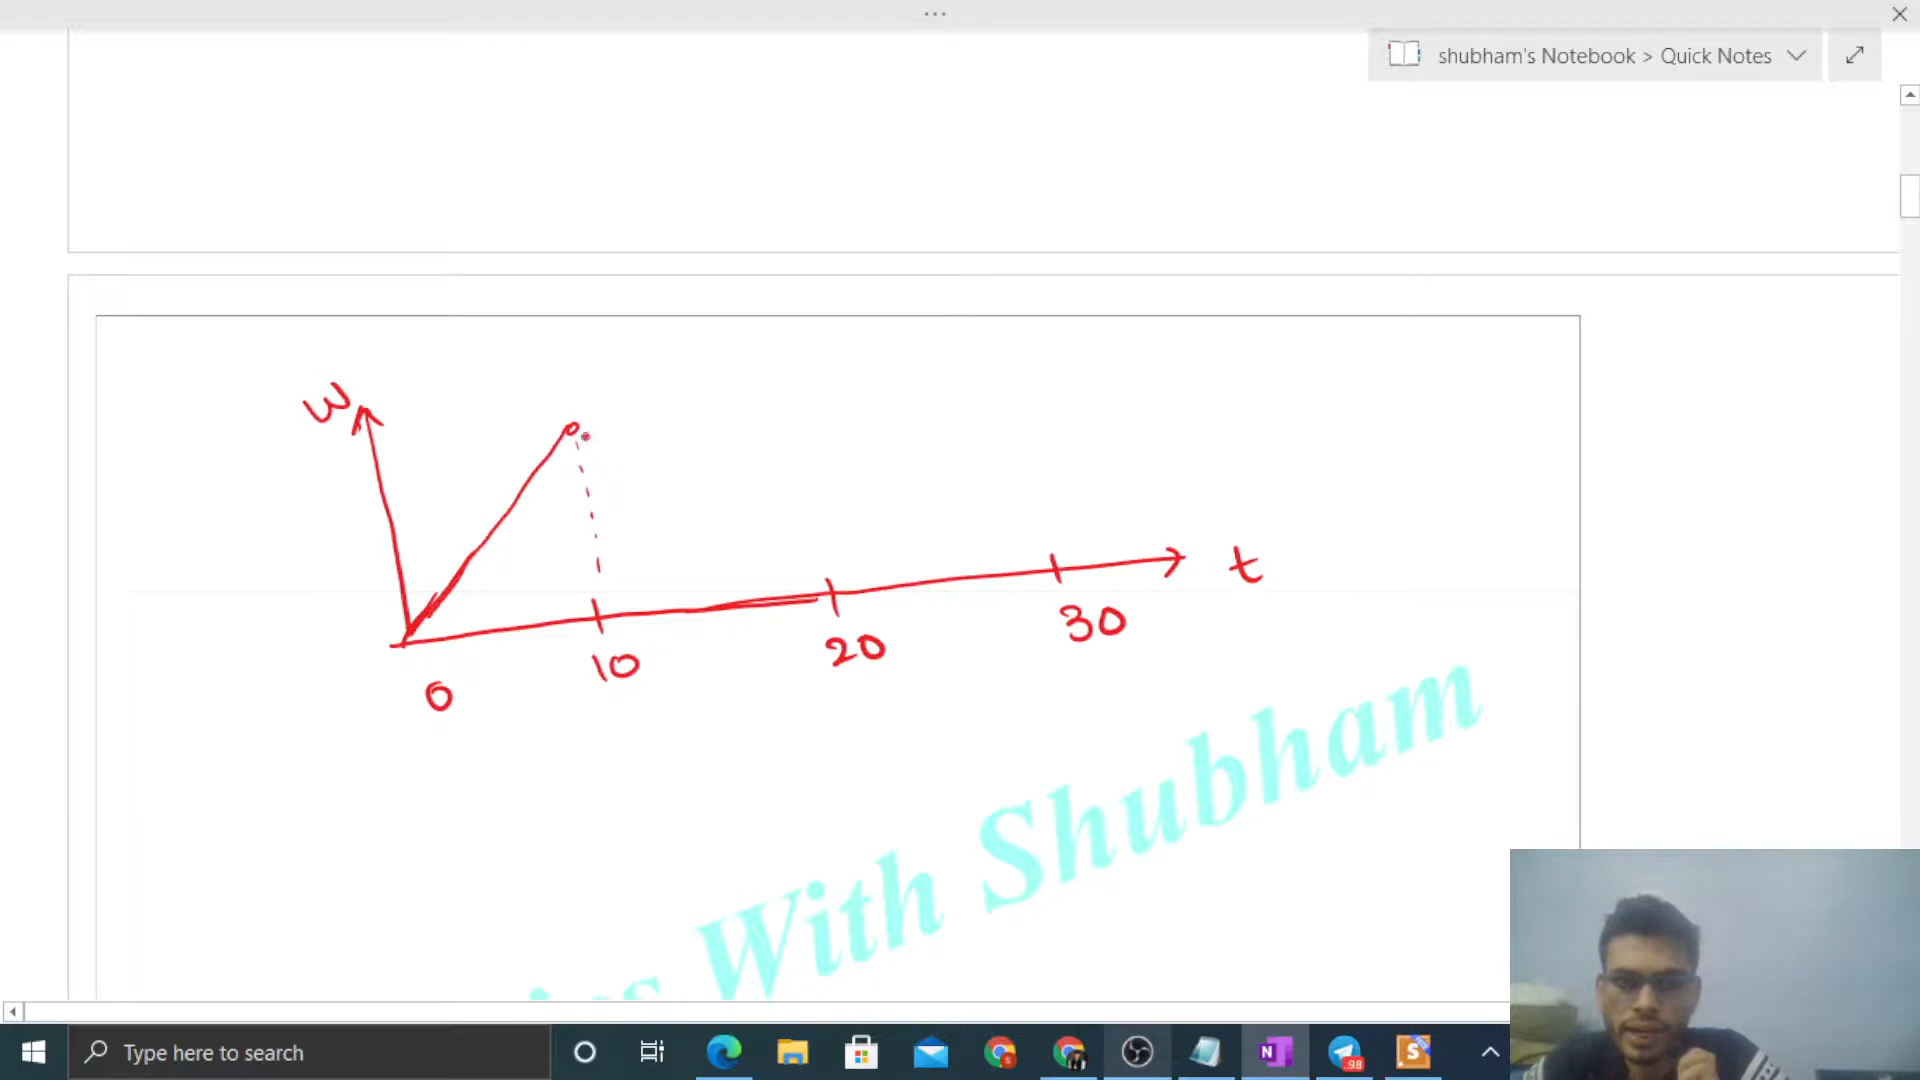 shubham's Notebook > Quick Notes
ω
t
0
10
20
30
With Shubham
Type here to search